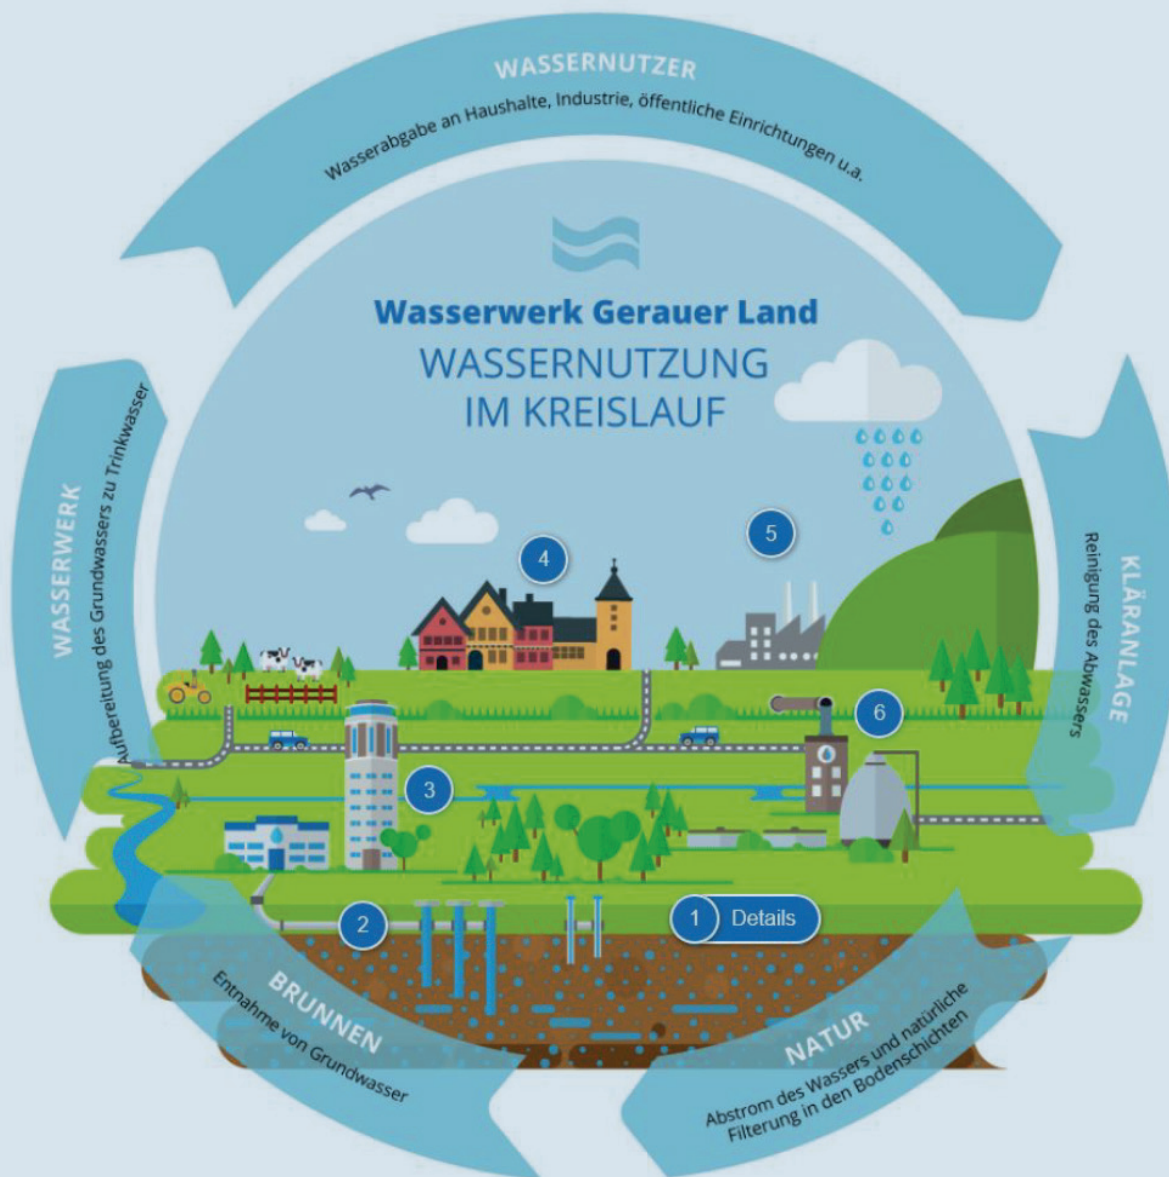 WASSERNUTZER
Wasserabgabe an Haushalte, Industrie, öffentliche Einrichtungen u.a.
Wasserwerk Gerauer Land
WASSERNUTZUNG
IM KREISLAUF
WASSERWERK
Aufbereitung des Grundwassers zu Trinkwasser
KLÄRANLAGE
Reinigung des Abwassers
4
5
6
3
2
1 Details
BRUNNEN
Entnahme von Grundwasser
NATUR
Abstrom des Wassers und natürliche
Filterung in den Bodenschichten